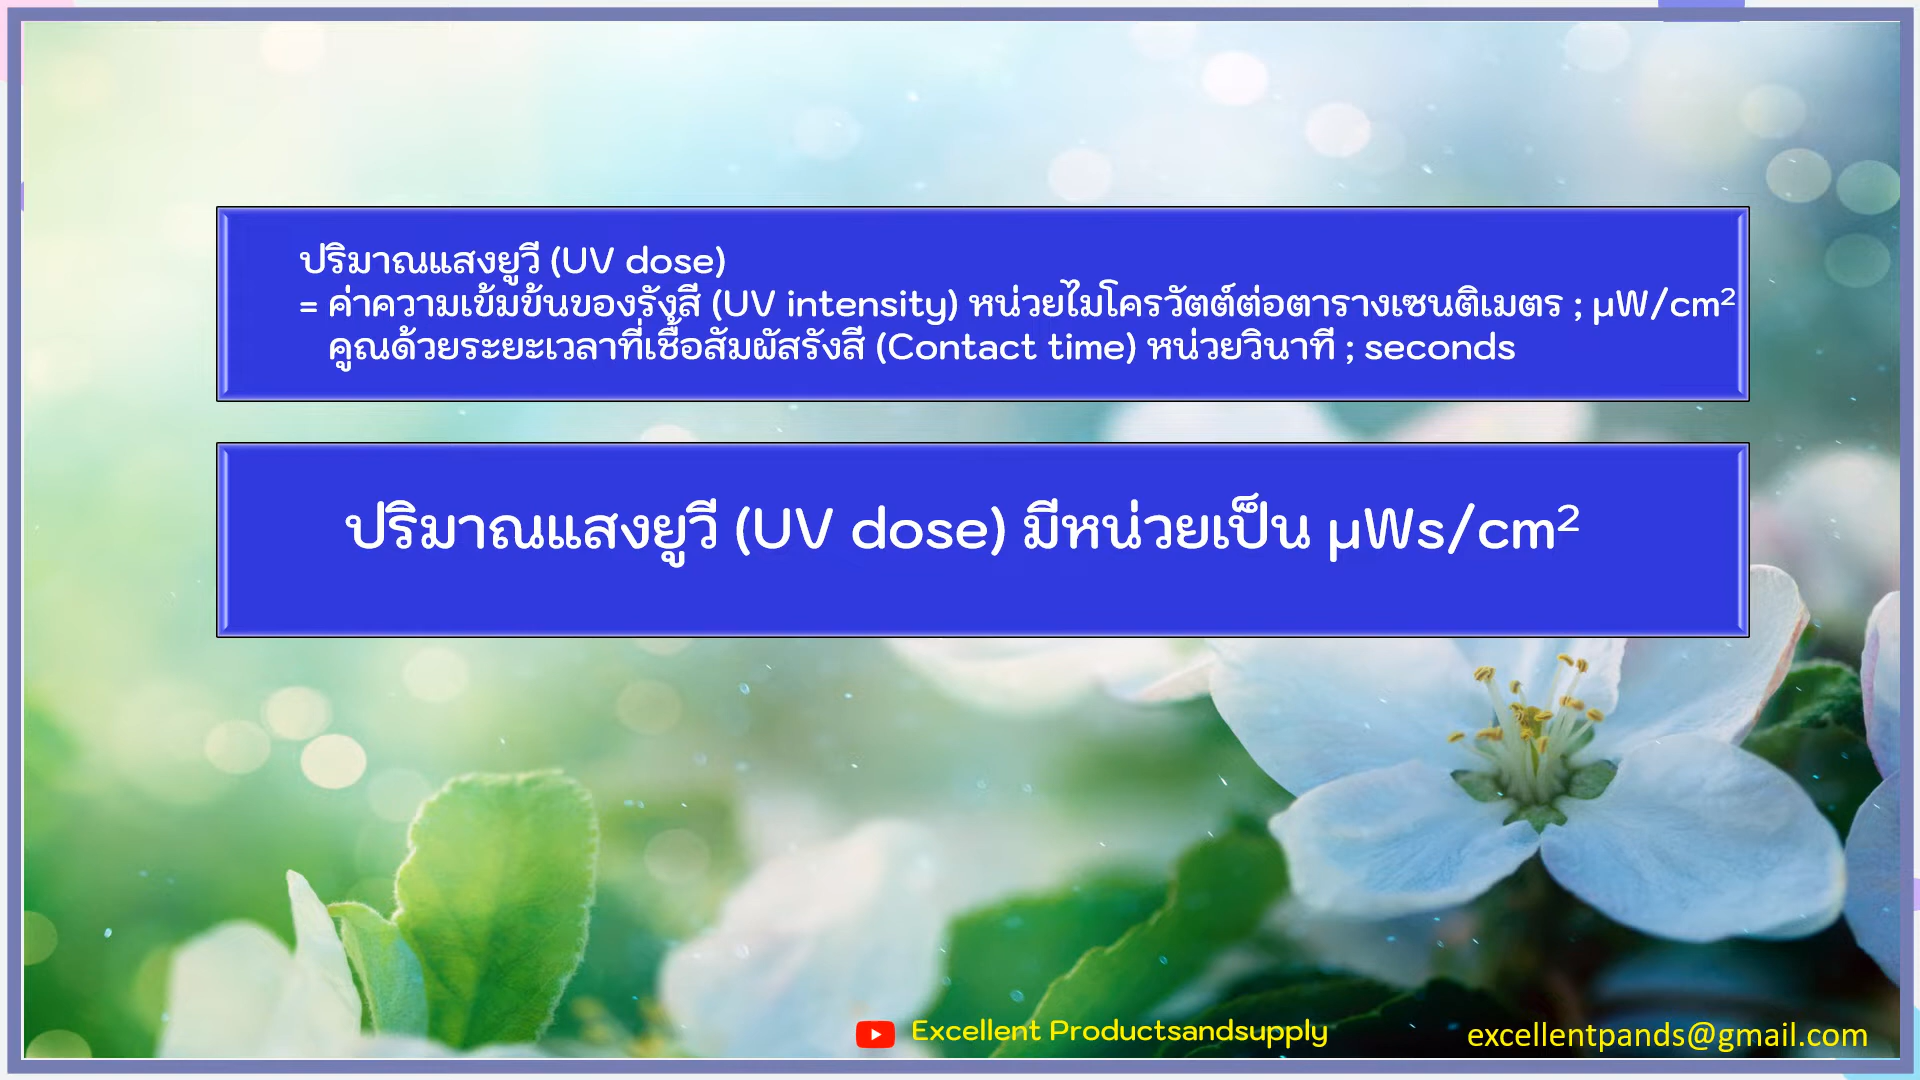 ปริมาณแสงยูวี (UV dose)
= ค่าความเข้มข้นของรังสี (UV intensity) หน่วยไมโครวัตต์ต่อตารางเซนติเมตร ; µW/cm²
คูณด้วยระยะเวลาที่เชื้อสัมผัสรังสี (Contact time) หน่วยวินาที ; seconds
ปริมาณแสงยูวี (UV dose) มีหน่วยเป็น µWs/cm²
Excellent Productsandsupply
excellentpands@gmail.com